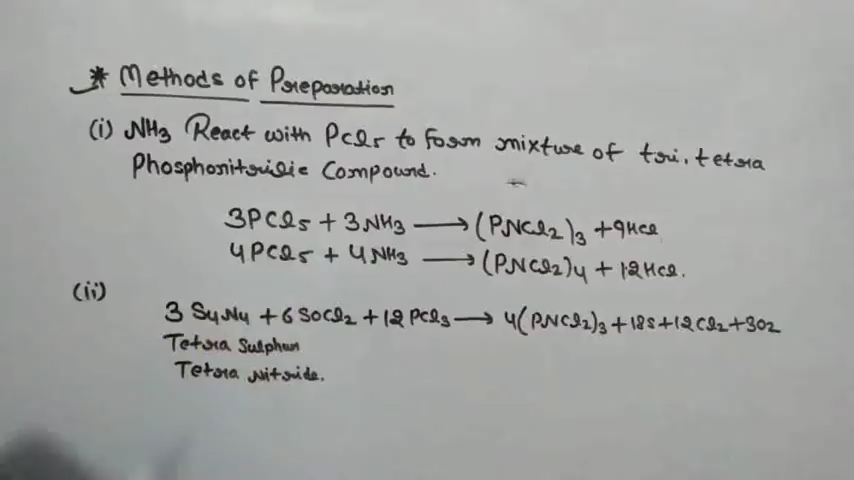 * Methods of Preparation
(i) NH3 React with PCl5 to form mixture of tri, tetra
Phosphonitrilic Compound.
3PCl5 + 3NH3 ⟶ (PNCl2)3 + 9HCl
4PCl5 + 4NH3 ⟶ (PNCl2)4 + 12HCl.
(ii)
3 S4N4 + 6 SOCl2 + 12 PCl3 ⟶ 4(PNCl2)3 + 18S + 12Cl2 + 3O2
Tetra Sulphur
Tetra nitride.